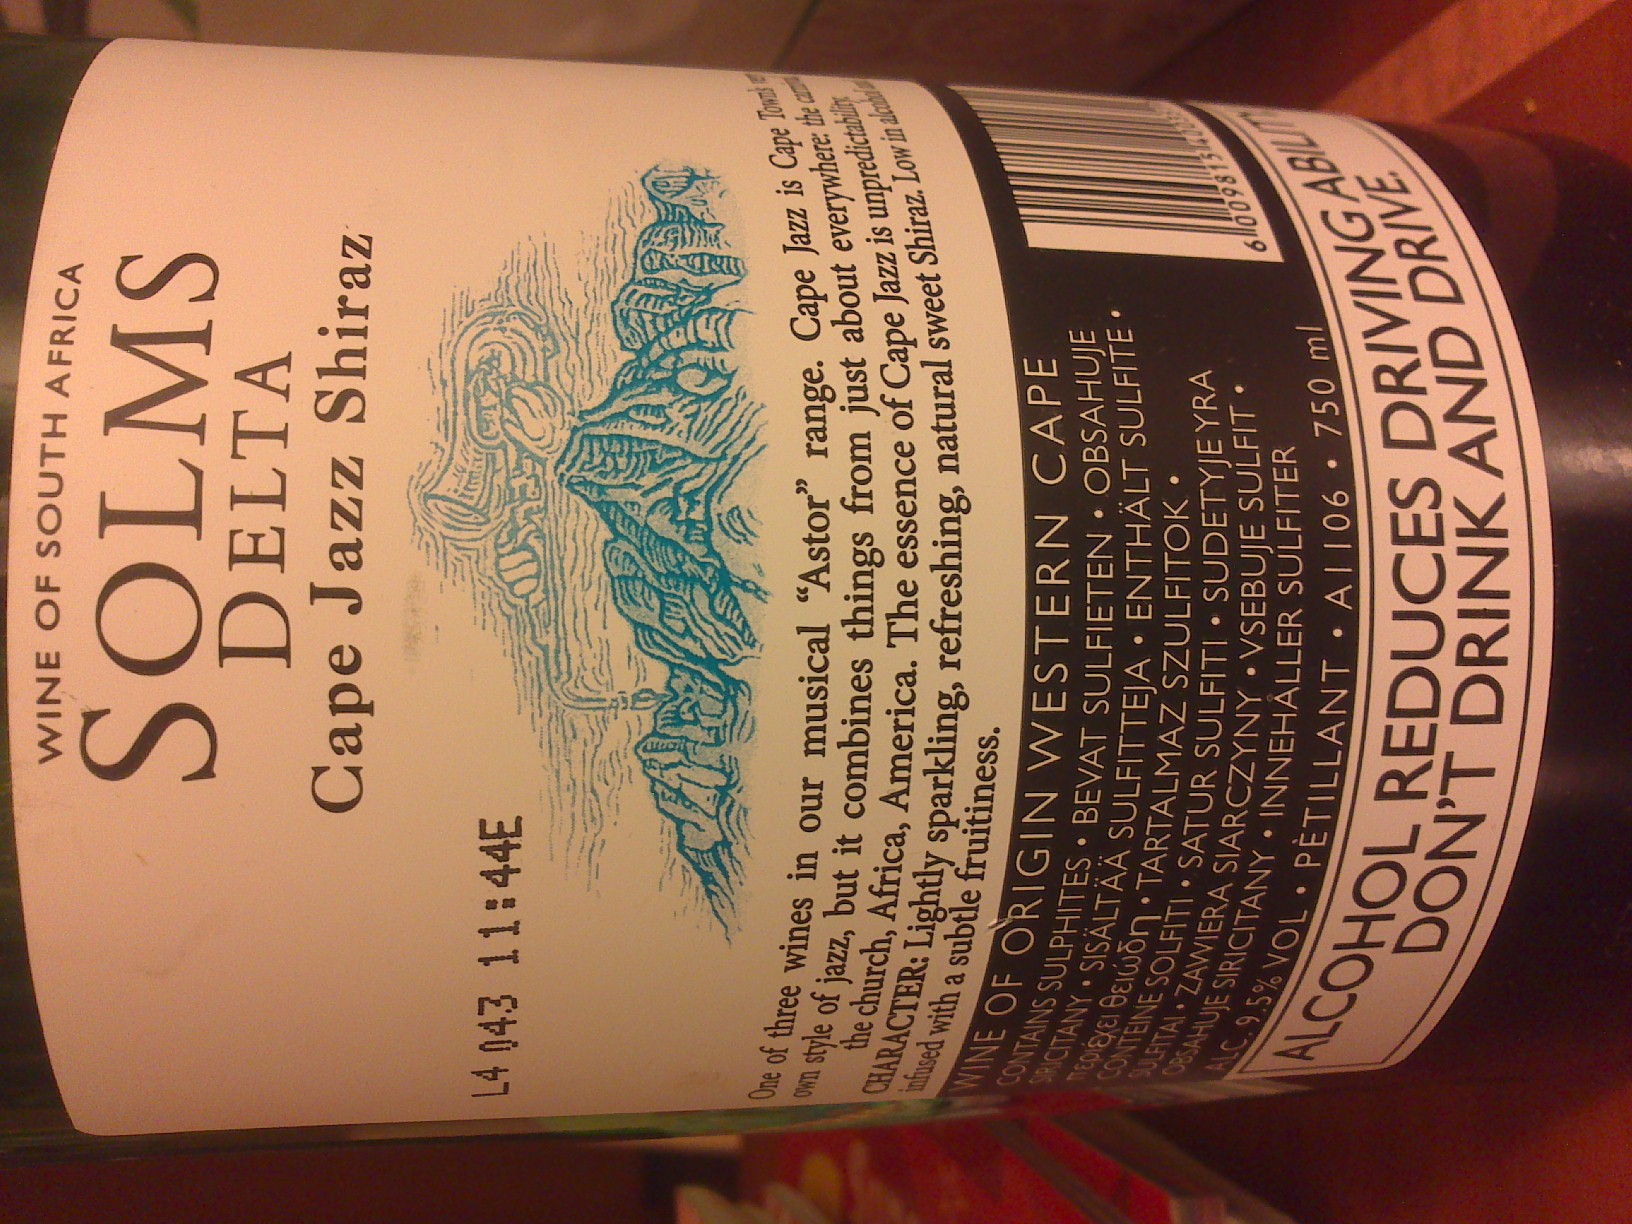 WINE OF SOUTH AFRICA
SOLMS
DELTA
Cape Jazz Shiraz
L4 043 11:44E
One of three wines in our musical “Astor” range. Cape Jazz is Cape Town's
own style of jazz, but it combines things from just about everywhere: the
the church, Africa, America. The essence of Cape Jazz is unpredictability.
CHARACTER: Lightly sparkling, refreshing, natural sweet Shiraz. Low in alcohol
infused with a subtle fruitiness.
WINE OF ORIGIN WESTERN CAPE
CONTAINS SULPHITES • BEVAT SULFIETEN • OBSAHUJE
SIRICITANY • SISÄLTÄÄ SULFIITTEJA • ENTHÄLT SULFITE •
περιέχει θειώδη • TARTALMAZ SZULFITOK •
CONTEINE SOLFITI • SATUR SULFITI • SUDETYJE YRA
SULFITAI • ZAWIERA SIARCZYNY • VSEBUJE SULFIT •
OBSAHUJE SIRICITANY • INNEHÅLLER SULFITER
ALC. 9.5% VOL • PÈTILLANT • A1106 • 750 ml
ALCOHOL REDUCES DRIVING ABILITY
DON'T DRINK AND DRIVE.